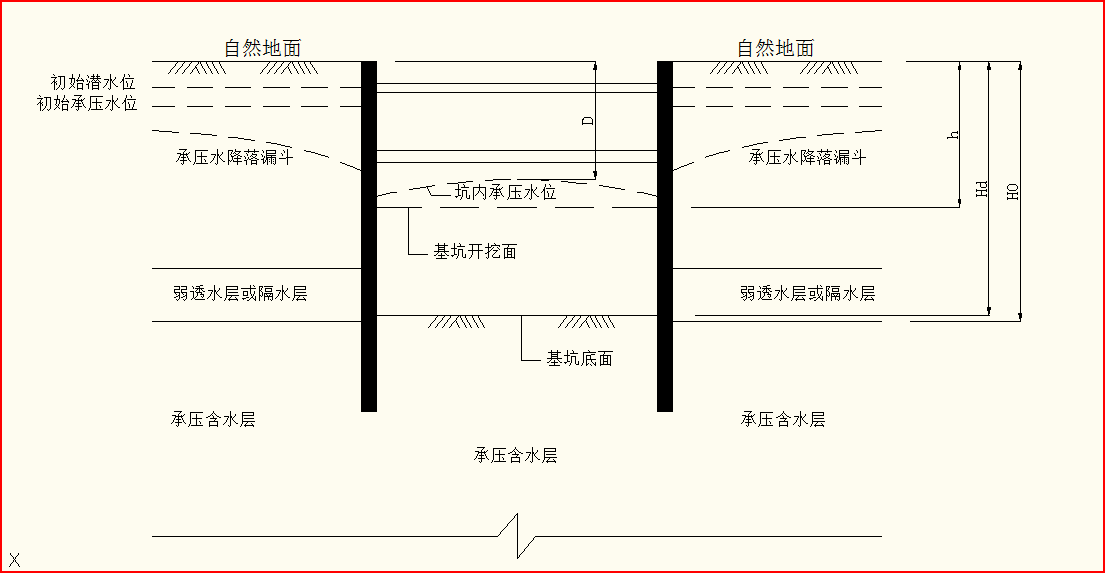 自然地面
自然地面
初始潜水位
初始承压水位
D
h
承压水降落漏斗
承压水降落漏斗
坑内承压水位
Hd
H0
基坑开挖面
弱透水层或隔水层
弱透水层或隔水层
基坑底面
承压含水层
承压含水层
承压含水层
X